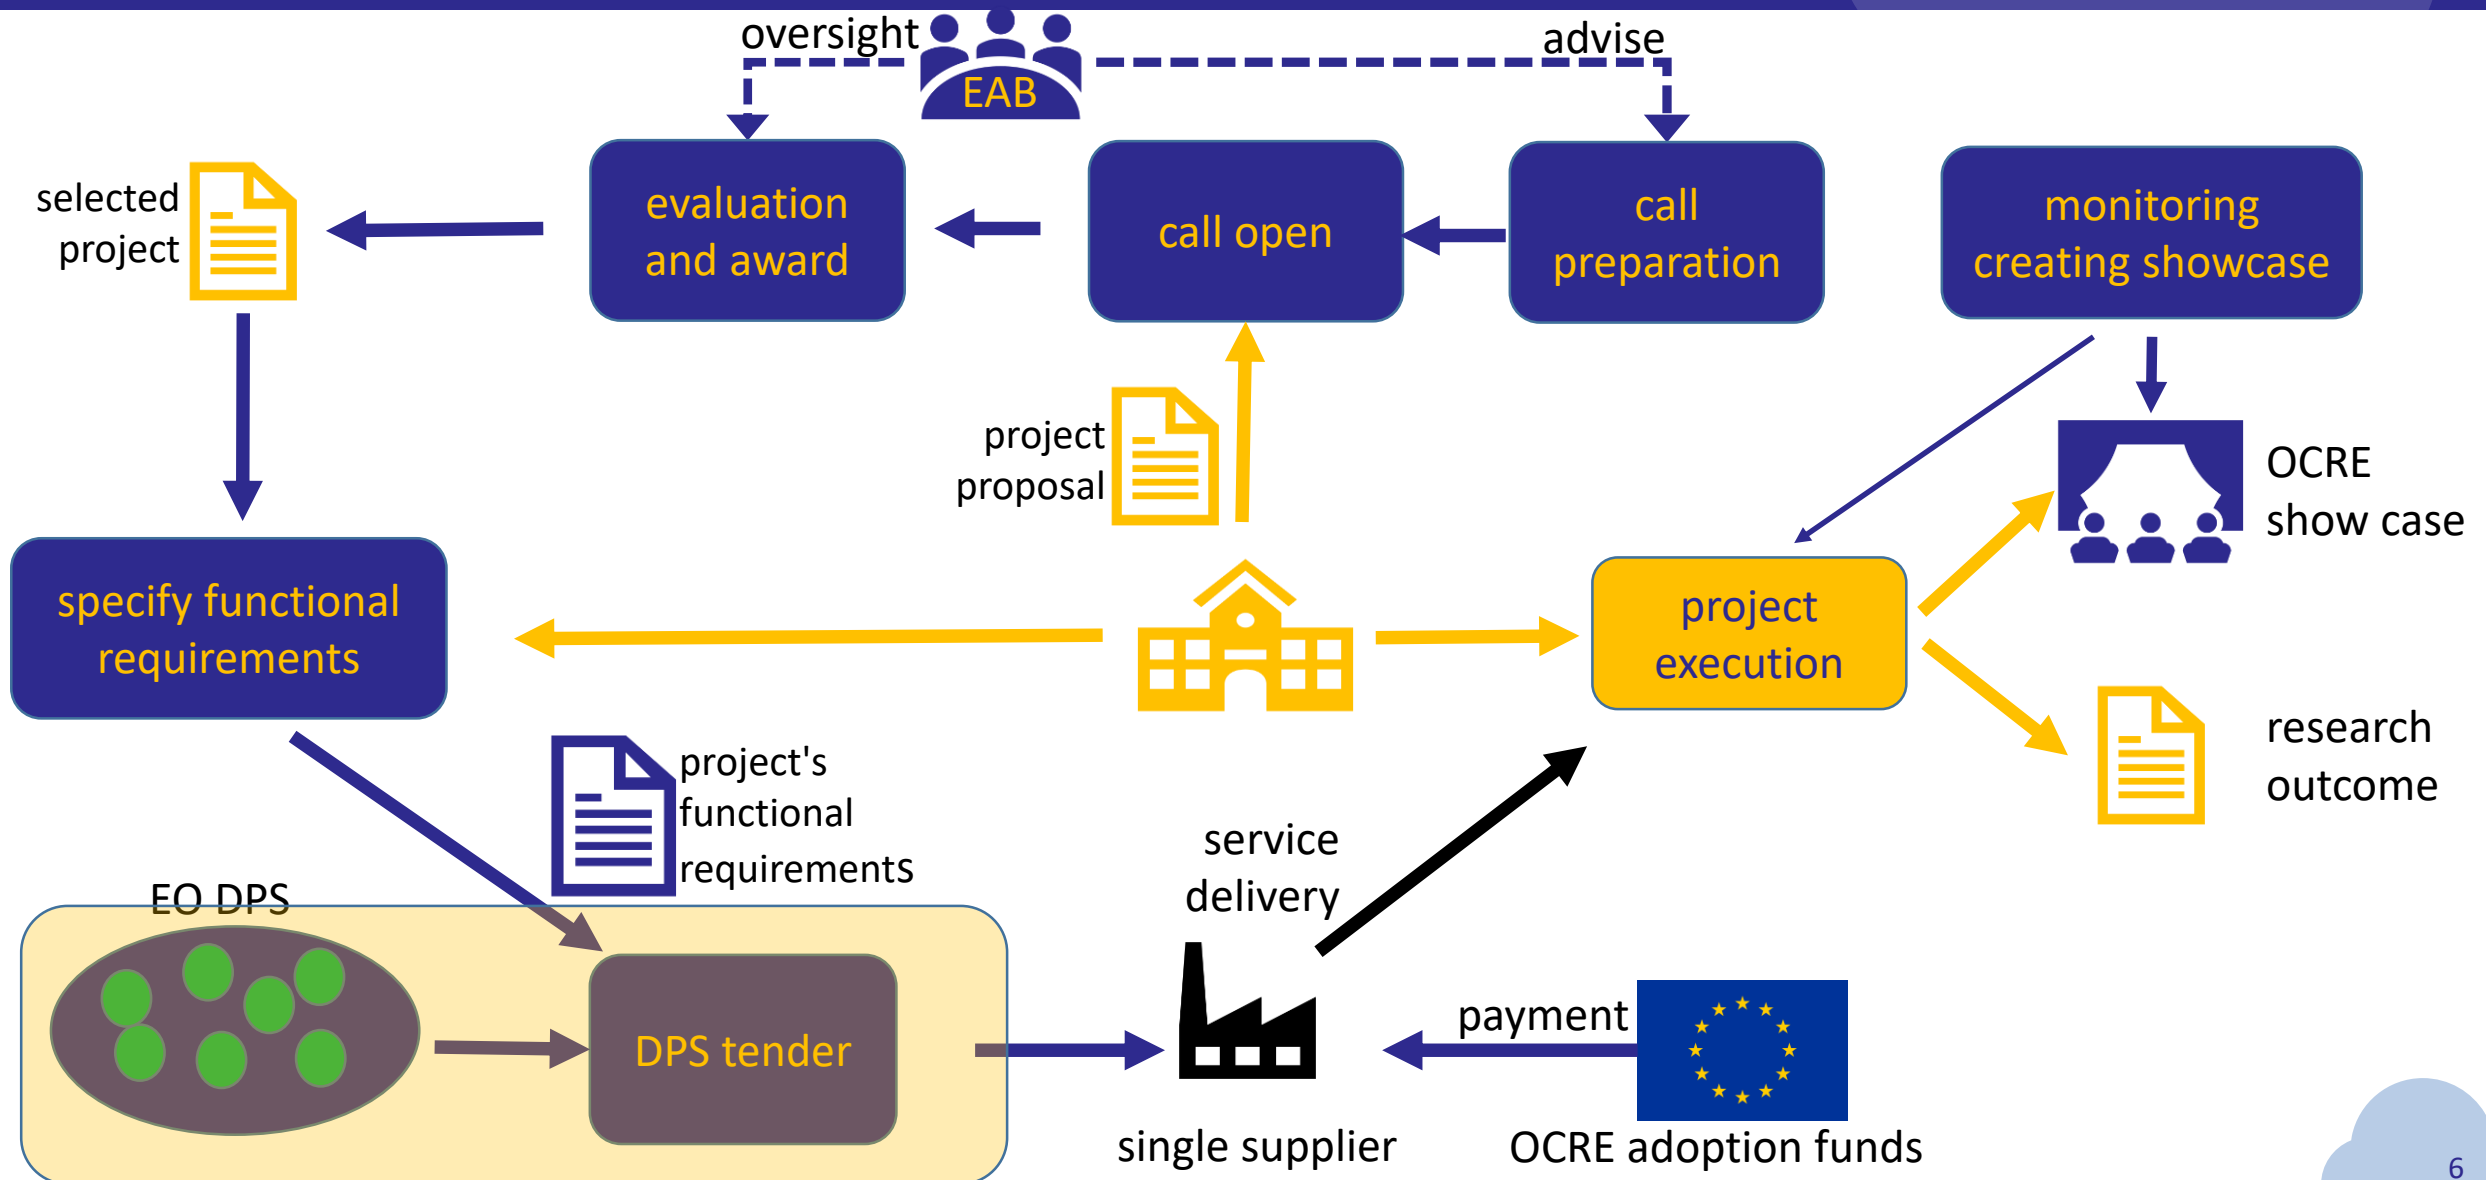 oversight
EAB
advise
selected
project
evaluation
and award
call open
call
preparation
monitoring
creating showcase
project
proposal
OCRE
show case
specify functional
requirements
project
execution
research
outcome
project's
functional
requirements
service
delivery
EO DPS
DPS tender
payment
single supplier
OCRE adoption funds
6